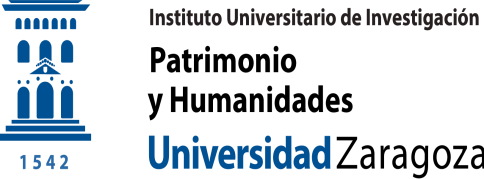 Instituto Universitario de Investigación
Patrimonio
y Humanidades
Universidad Zaragoza
1542